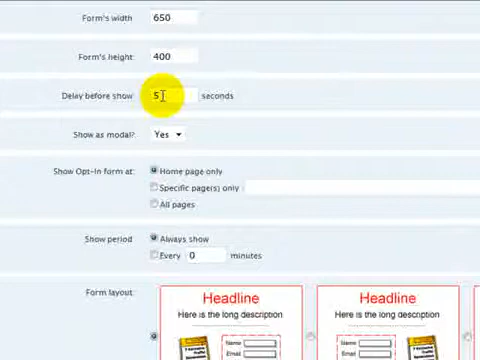 Form's width 650
Form's height: 400
Delay before show 5 seconds
Show as modal?: Yes
Show Opt-In form at: Home page only
Specific page(s) only
All pages
Show period Always show
Every 0 minutes
Form layout:
Headline Headline
Here is the long description Here is the long description
Name: Name:
Email Email